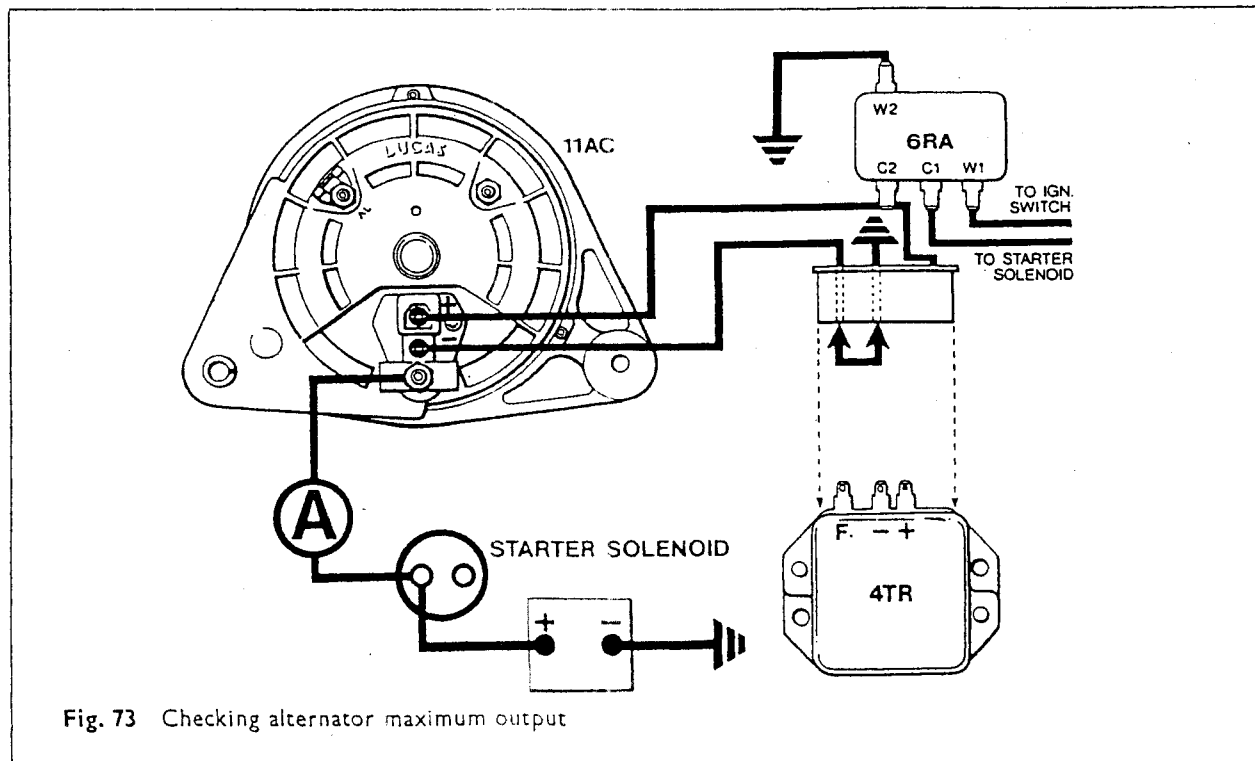 W2
6RA
C2 C1 W1
11AC
LUCAS
TO IGN.
SWITCH
TO STARTER
SOLENOID
+
-
A
STARTER SOLENOID
+ -
F. - +
4TR
Fig. 73 Checking alternator maximum output